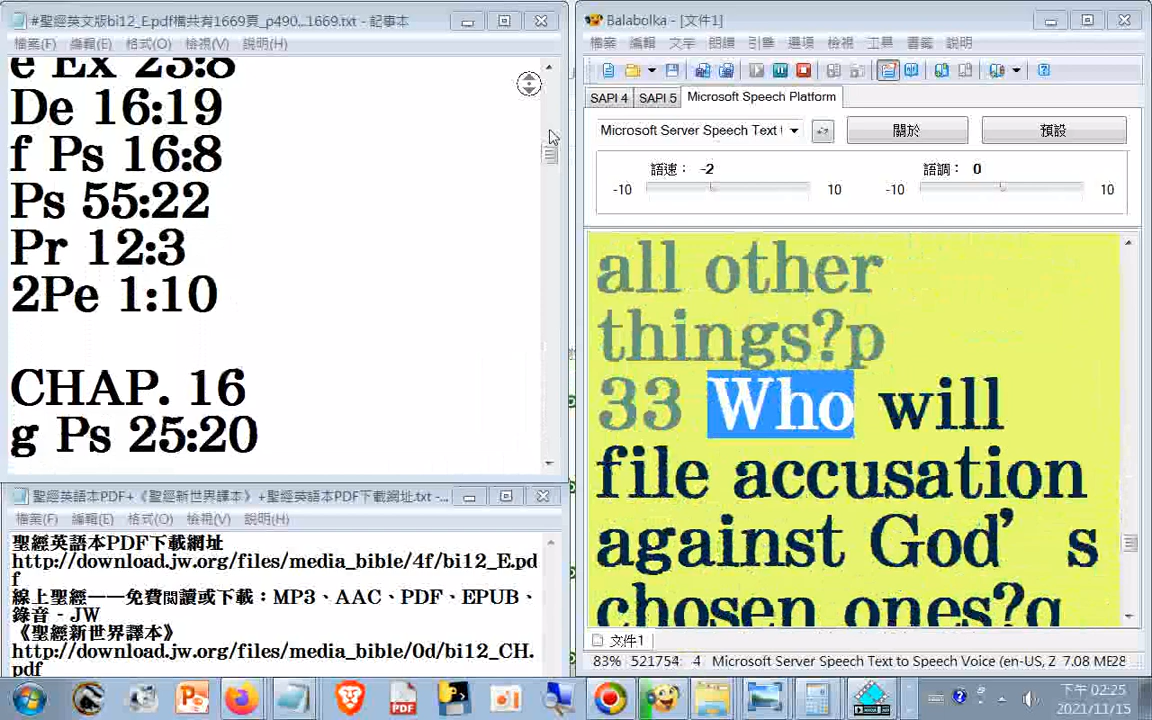 #聖經英文版bi12_E.pdf檔共有1669頁_p490,..1669.txt - 記事本
檔案(F) 編輯(E) 格式(O) 檢視(V) 說明(H)
e Ex 23:8
De 16:19
f Ps 16:8
Ps 55:22
Pr 12:3
2Pe 1:10
CHAP. 16
g Ps 25:20
聖經英語本PDF+《聖經新世界譯本》+聖經英語本PDF下載網址.txt -...
檔案(F) 編輯(E) 格式(O) 檢視(V) 說明(H)
聖經英語本PDF下載網址
http://download.jw.org/files/media_bible/4f/bi12_E.pd
f
線上聖經——免費閱讀或下載：MP3、AAC、PDF、EPUB、
錄音 - JW
《聖經新世界譯本》
http://download.jw.org/files/media_bible/0d/bi12_CH.
pdf
Balabolka - [文件1]
檔案 編輯 文字 朗讀 引擎 選項 檢視 工具 書籤 說明
SAPI 4 SAPI 5 Microsoft Speech Platform
Microsoft Server Speech Text 關於 預設
語速： -2 語調： 0
-10 10 -10 10
all other
things?p
33 Who will
file accusation
against God’s
chosen ones?q
文件1
83% 521754: 4 Microsoft Server Speech Text to Speech Voice (en-US, Z 7.08 ME28
PDF
下午 02:25
2021/11/15